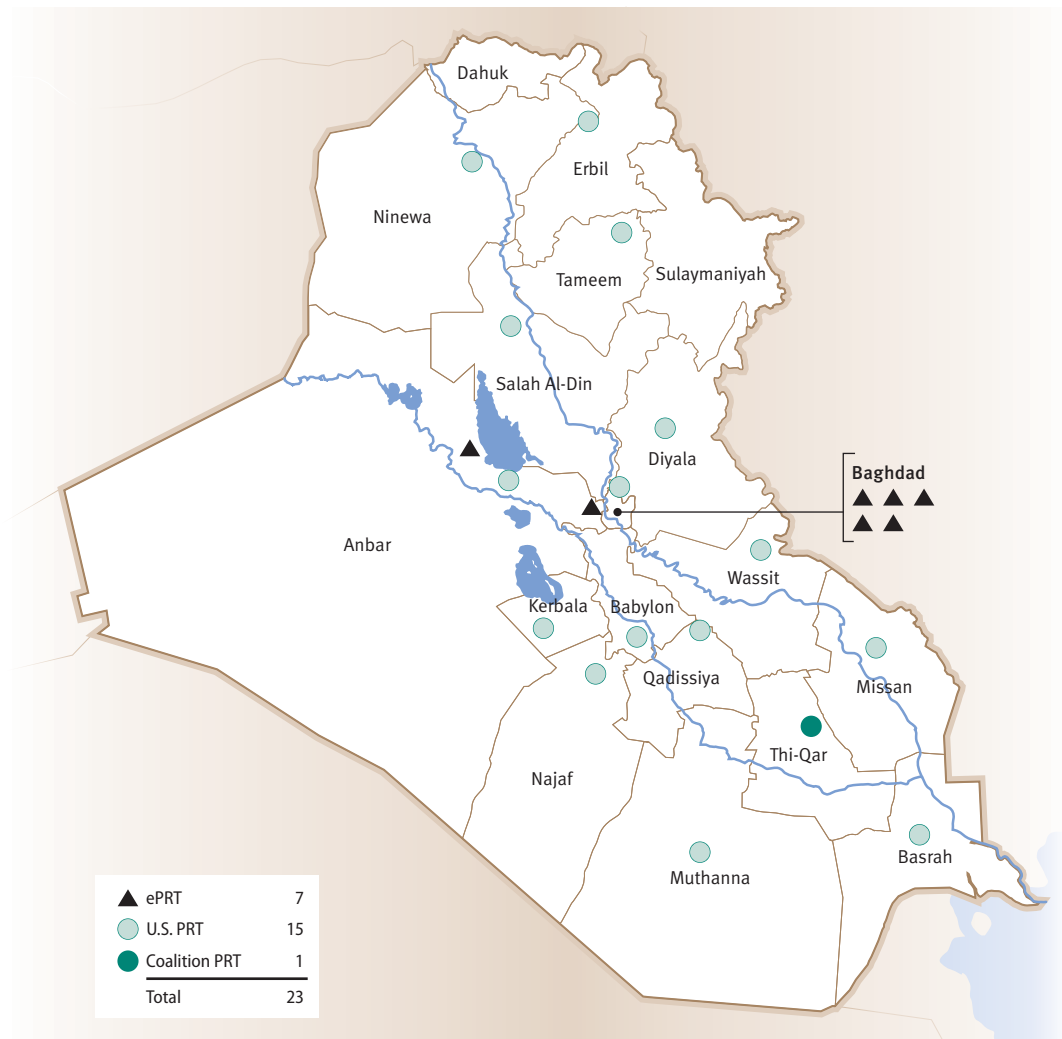 Dahuk
Erbil
Ninewa
Tameem
Sulaymaniyah
Salah Al-Din
Diyala
Baghdad
Anbar
Wassit
Kerbala
Babylon
Qadissiya
Missan
Thi-Qar
Najaf
Basrah
Muthanna
ePRT 7
U.S. PRT 15
Coalition PRT 1
Total 23